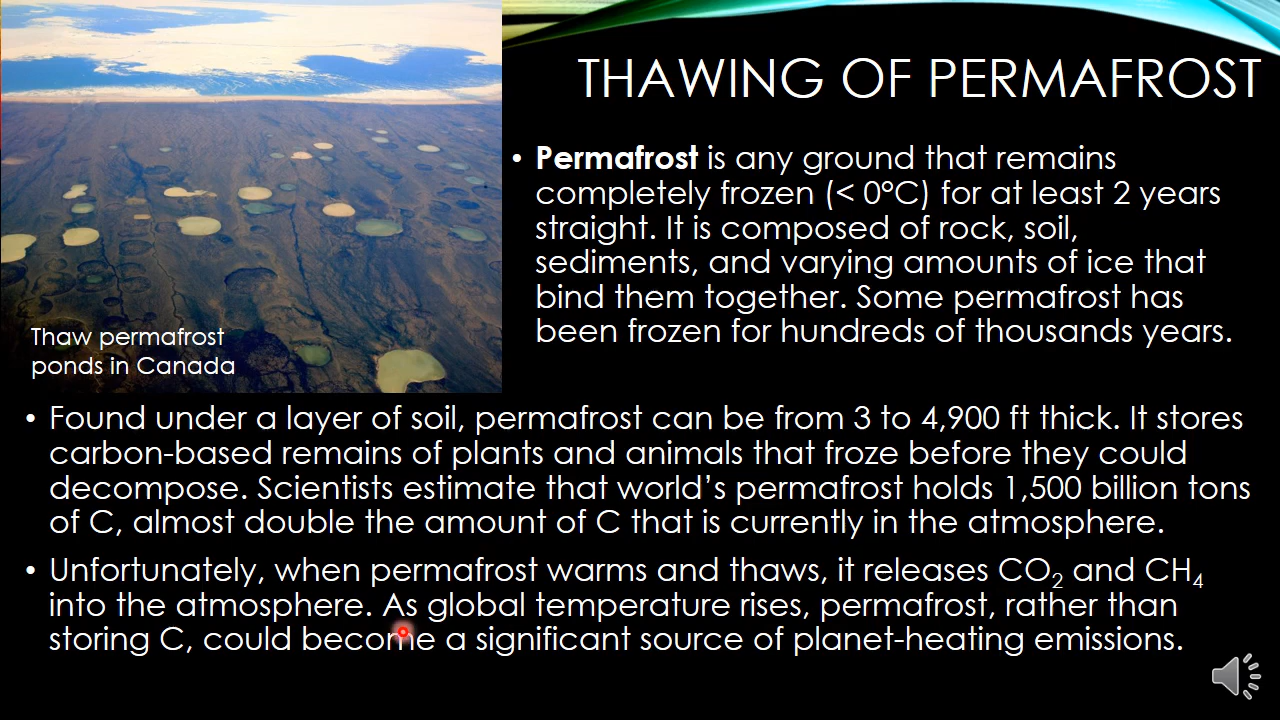 THAWING OF PERMAFROST
• Permafrost is any ground that remains
completely frozen (< 0°C) for at least 2 years
straight. It is composed of rock, soil,
sediments, and varying amounts of ice that
bind them together. Some permafrost has
been frozen for hundreds of thousands years.
Thaw permafrost
ponds in Canada
• Found under a layer of soil, permafrost can be from 3 to 4,900 ft thick. It stores
carbon-based remains of plants and animals that froze before they could
decompose. Scientists estimate that world’s permafrost holds 1,500 billion tons
of C, almost double the amount of C that is currently in the atmosphere.
• Unfortunately, when permafrost warms and thaws, it releases CO₂ and CH₄
into the atmosphere. As global temperature rises, permafrost, rather than
storing C, could become a significant source of planet-heating emissions.